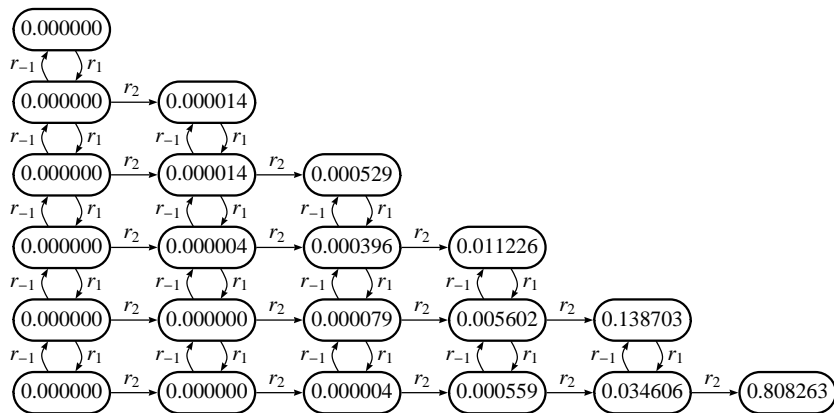 0.000000
r₋₁ r₁
0.000000 r₂ 0.000014
r₋₁ r₁ r₋₁ r₁
0.000000 r₂ 0.000014 r₂ 0.000529
r₋₁ r₁ r₋₁ r₁ r₋₁ r₁
0.000000 r₂ 0.000004 r₂ 0.000396 r₂ 0.011226
r₋₁ r₁ r₋₁ r₁ r₋₁ r₁ r₋₁ r₁
0.000000 r₂ 0.000000 r₂ 0.000079 r₂ 0.005602 r₂ 0.138703
r₋₁ r₁ r₋₁ r₁ r₋₁ r₁ r₋₁ r₁ r₋₁ r₁
0.000000 r₂ 0.000000 r₂ 0.000004 r₂ 0.000559 r₂ 0.034606 r₂ 0.808263